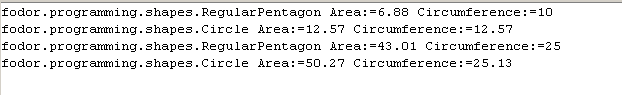 fodor.programming.shapes.RegularPentagon Area:=6.88 Circumference:=10
fodor.programming.shapes.Circle Area:=12.57 Circumference:=12.57
fodor.programming.shapes.RegularPentagon Area:=43.01 Circumference:=25
fodor.programming.shapes.Circle Area:=50.27 Circumference:=25.13